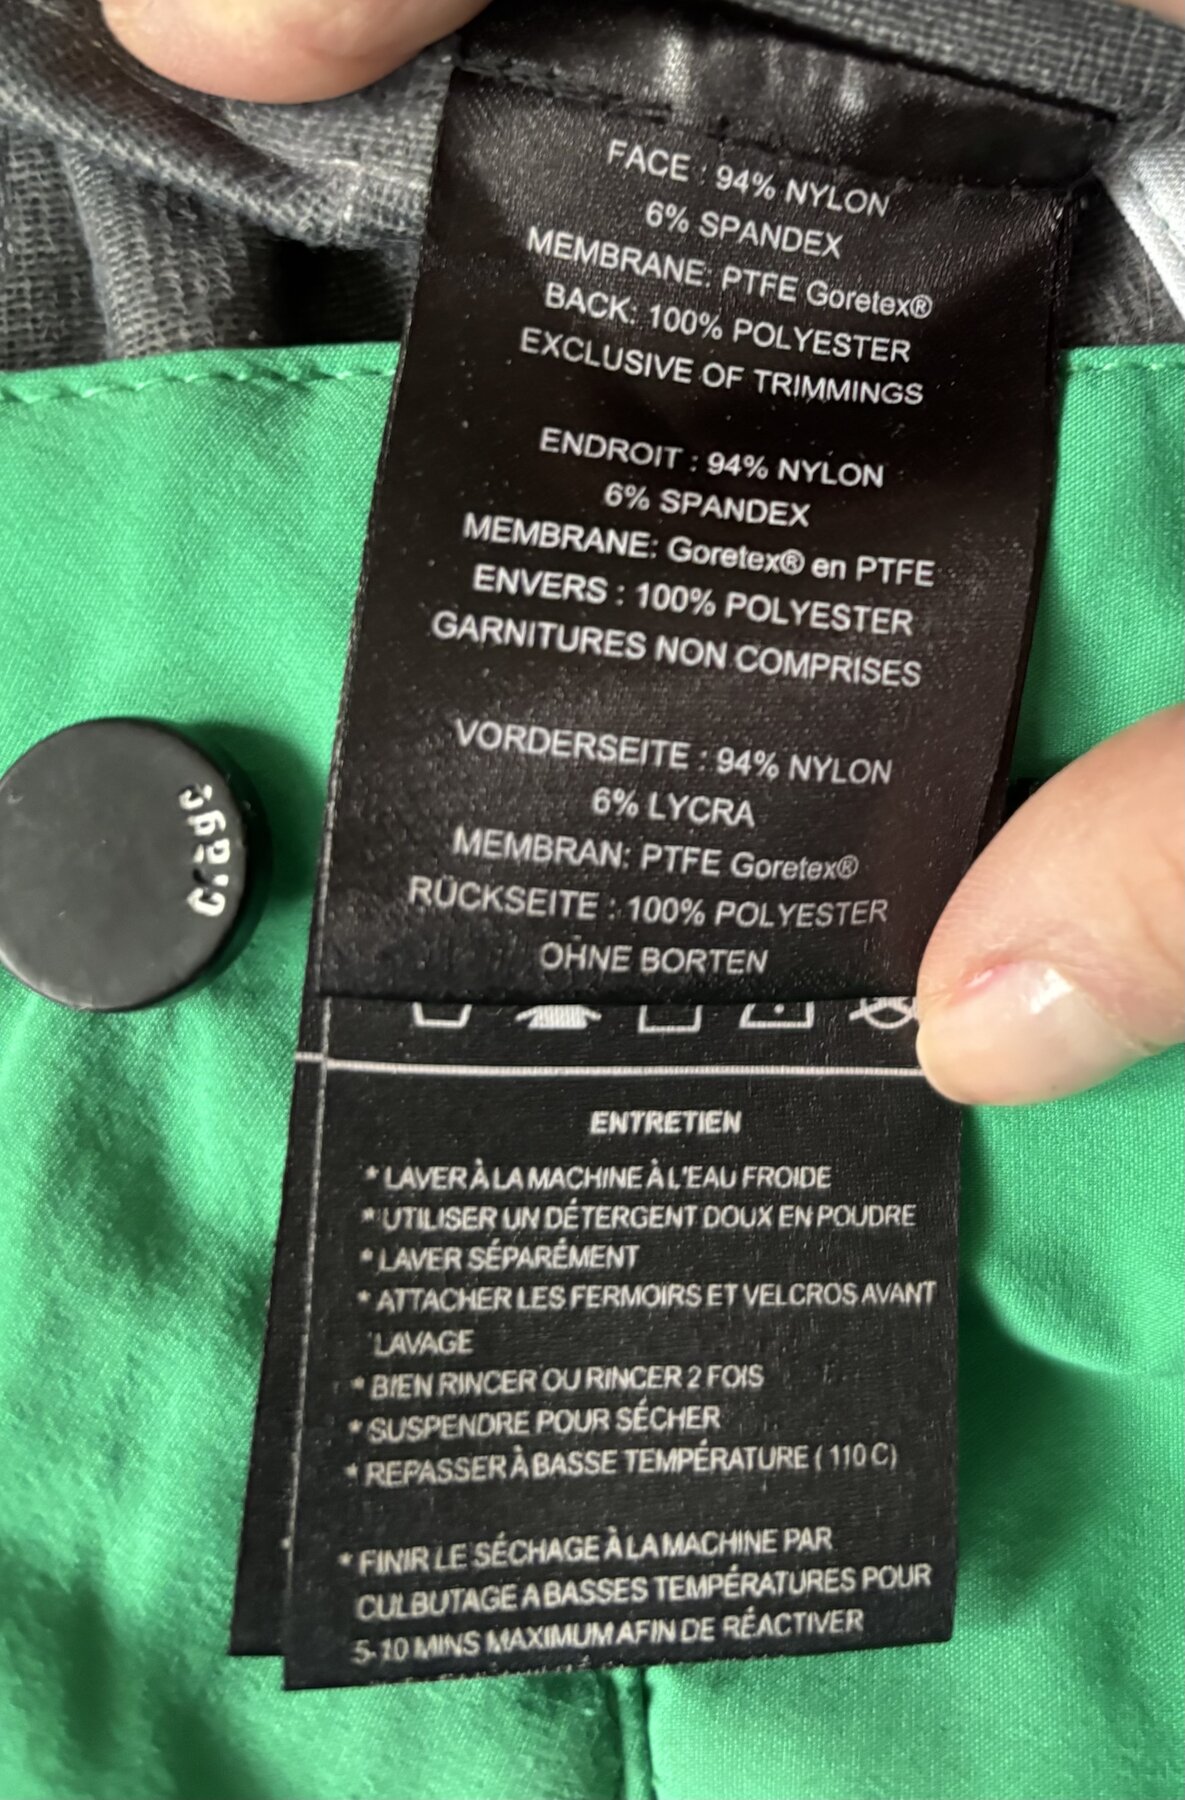 FACE : 94% NYLON
6% SPANDEX
MEMBRANE: PTFE Goretex®
BACK: 100% POLYESTER
EXCLUSIVE OF TRIMMINGS
ENDROIT : 94% NYLON
6% SPANDEX
MEMBRANE: Goretex® en PTFE
ENVERS : 100% POLYESTER
GARNITURES NON COMPRISES
VORDERSEITE : 94% NYLON
6% LYCRA
MEMBRAN: PTFE Goretex®
RÜCKSEITE : 100% POLYESTER
OHNE BORTEN
ENTRETIEN
* LAVER À LA MACHINE À L'EAU FROIDE
* UTILISER UN DÉTERGENT DOUX EN POUDRE
* LAVER SÉPARÉMENT
* ATTACHER LES FERMOIRS ET VELCROS AVANT
LAVAGE
* BIEN RINCER OU RINCER 2 FOIS
* SUSPENDRE POUR SÉCHER
* REPASSER À BASSE TEMPÉRATURE ( 110 C)
* FINIR LE SÉCHAGE À LA MACHINE PAR
CULBUTAGE A BASSES TEMPÉRATURES POUR
5-10 MINS MAXIMUM AFIN DE RÉACTIVER